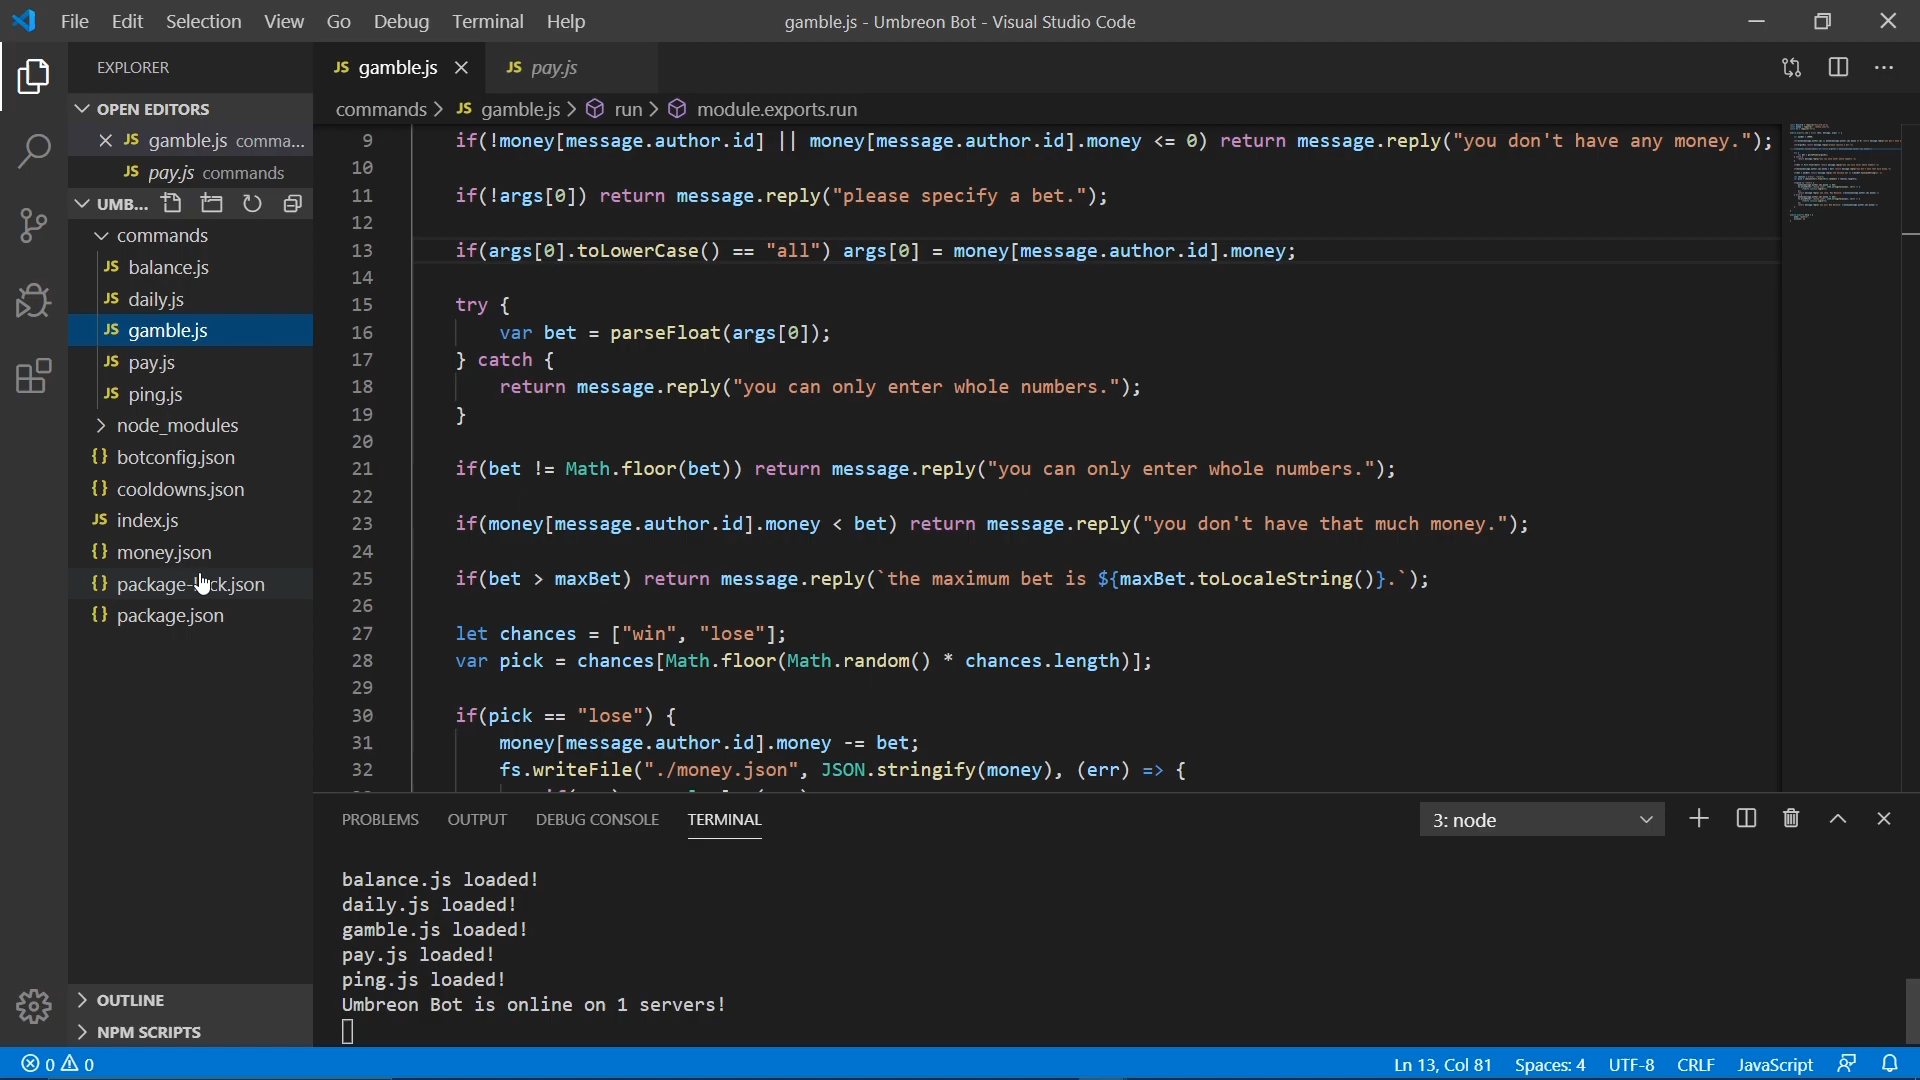 File Edit Selection View Go Debug Terminal Help
gamble.js - Umbreon Bot - Visual Studio Code
EXPLORER
OPEN EDITORS
JS gamble.js comma...
JS pay.js commands
UMB...
commands
JS balance.js
JS daily.js
JS gamble.js
JS pay.js
JS ping.js
node_modules
{} botconfig.json
{} cooldowns.json
JS index.js
{} money.json
{} package-lock.json
{} package.json
OUTLINE
NPM SCRIPTS
JS gamble.js JS pay.js
commands > JS gamble.js > run > module.exports.run
9 if(!money[message.author.id] || money[message.author.id].money <= 0) return message.reply("you don't have any money.");
10
11 if(!args[0]) return message.reply("please specify a bet.");
12
13 if(args[0].toLowerCase() == "all") args[0] = money[message.author.id].money;
14
15 try {
16 var bet = parseFloat(args[0]);
17 } catch {
18 return message.reply("you can only enter whole numbers.");
19 }
20
21 if(bet != Math.floor(bet)) return message.reply("you can only enter whole numbers.");
22
23 if(money[message.author.id].money < bet) return message.reply("you don't have that much money.");
24
25 if(bet > maxBet) return message.reply(`the maximum bet is ${maxBet.toLocaleString()}.`);
26
27 let chances = ["win", "lose"];
28 var pick = chances[Math.floor(Math.random() * chances.length)];
29
30 if(pick == "lose") {
31 money[message.author.id].money -= bet;
32 fs.writeFile("./money.json", JSON.stringify(money), (err) => {
PROBLEMS OUTPUT DEBUG CONSOLE TERMINAL
3: node
balance.js loaded!
daily.js loaded!
gamble.js loaded!
pay.js loaded!
ping.js loaded!
Umbreon Bot is online on 1 servers!
0 0
Ln 13, Col 81 Spaces: 4 UTF-8 CRLF JavaScript